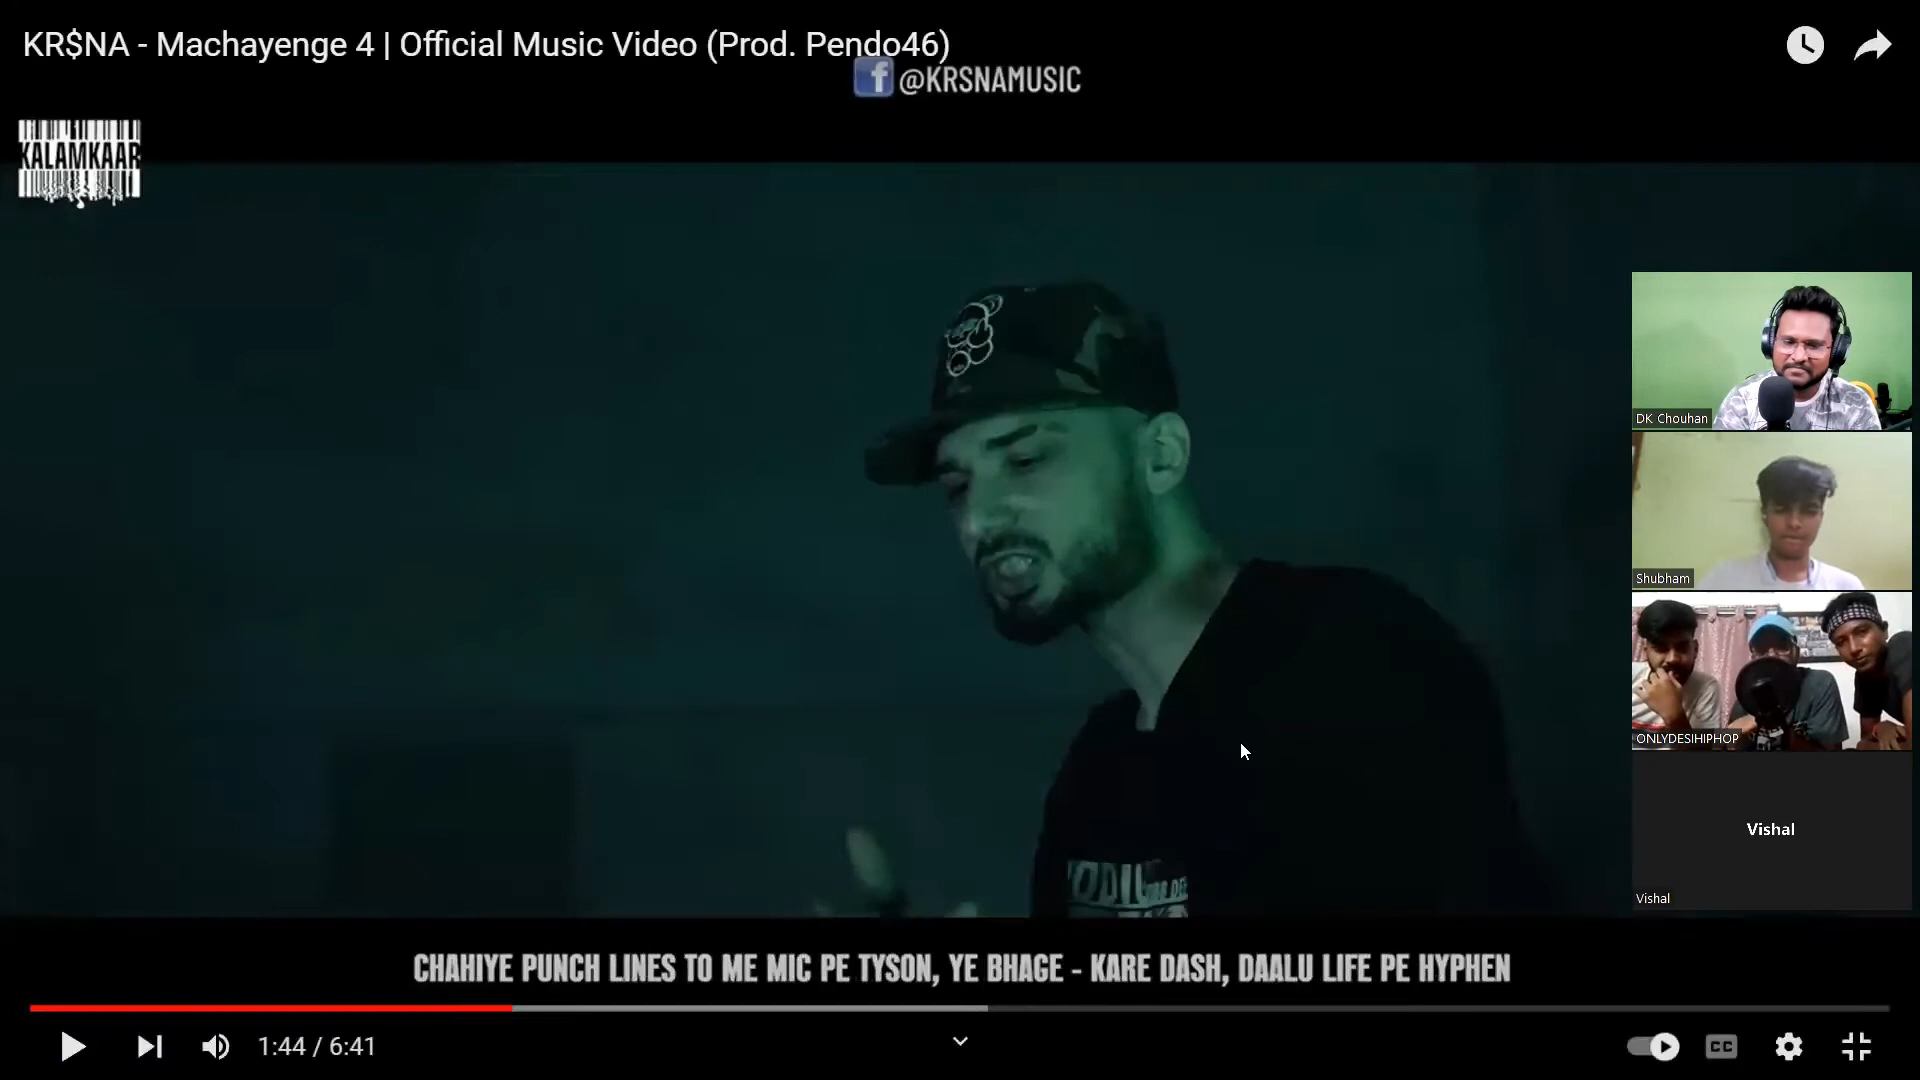 KR$NA - Machayenge 4 | Official Music Video (Prod. Pendo46)
@KRSNAMUSIC
KALAMKAAR
DK Chouhan
Shubham
ONLYDESIHIPHOP
Vishal
Vishal
CHAHIYE PUNCH LINES TO ME MIC PE TYSON, YE BHAGE - KARE DASH, DAALU LIFE PE HYPHEN
1:44 / 6:41
CC